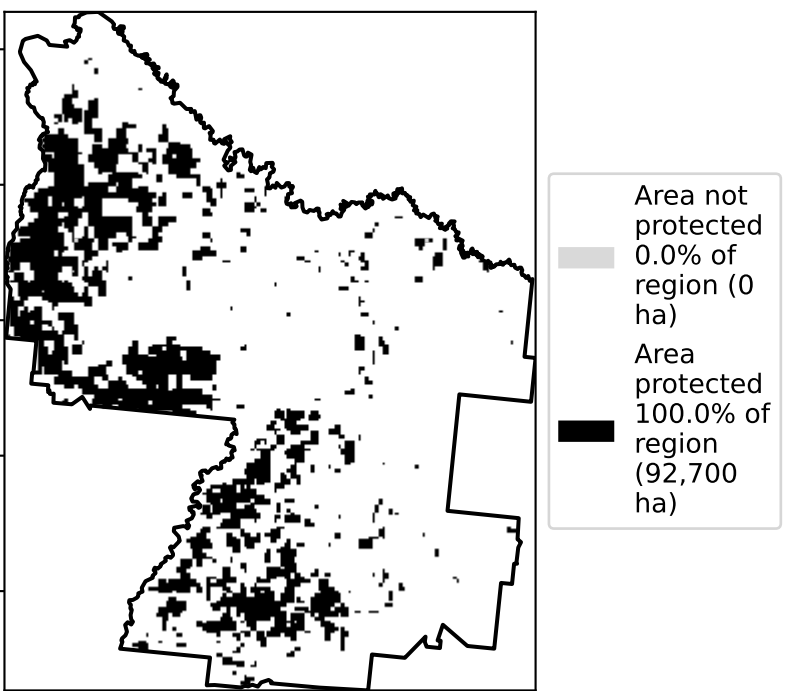 Area not
protected
0.0% of
region (0
ha)
Area
protected
100.0% of
region
(92,700
ha)